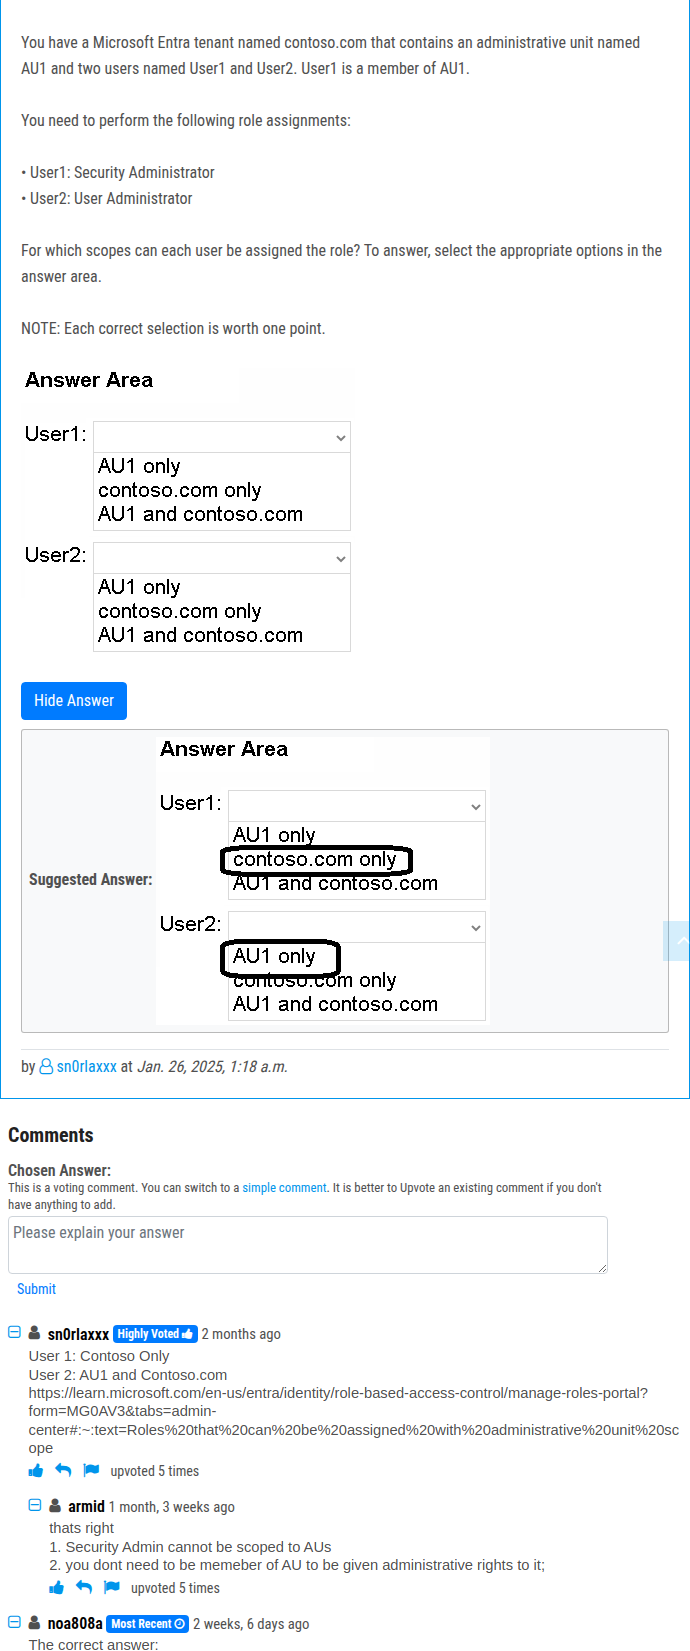 You have a Microsoft Entra tenant named contoso.com that contains an administrative unit named
AU1 and two users named User1 and User2. User1 is a member of AU1.
You need to perform the following role assignments:
• User1: Security Administrator
• User2: User Administrator
For which scopes can each user be assigned the role? To answer, select the appropriate options in the
answer area.
NOTE: Each correct selection is worth one point.
Answer Area
User1:
AU1 only
contoso.com only
AU1 and contoso.com
User2:
AU1 only
contoso.com only
AU1 and contoso.com
Hide Answer
Suggested Answer:
Answer Area
User1:
AU1 only
contoso.com only
AU1 and contoso.com
User2:
AU1 only
contoso.com only
AU1 and contoso.com
by sn0rlaxxx at Jan. 26, 2025, 1:18 a.m.
Comments
Chosen Answer:
This is a voting comment. You can switch to a simple comment. It is better to Upvote an existing comment if you don't
have anything to add.
Please explain your answer
Submit
sn0rlaxxx Highly Voted 2 months ago
User 1: Contoso Only
User 2: AU1 and Contoso.com
https://learn.microsoft.com/en-us/entra/identity/role-based-access-control/manage-roles-portal?
form=MG0AV3&tabs=admin-
center#:~:text=Roles%20that%20can%20be%20assigned%20with%20administrative%20unit%20sc
ope
upvoted 5 times
armid 1 month, 3 weeks ago
thats right
1. Security Admin cannot be scoped to AUs
2. you dont need to be memeber of AU to be given administrative rights to it;
upvoted 5 times
noa808a Most Recent 2 weeks, 6 days ago
The correct answer: